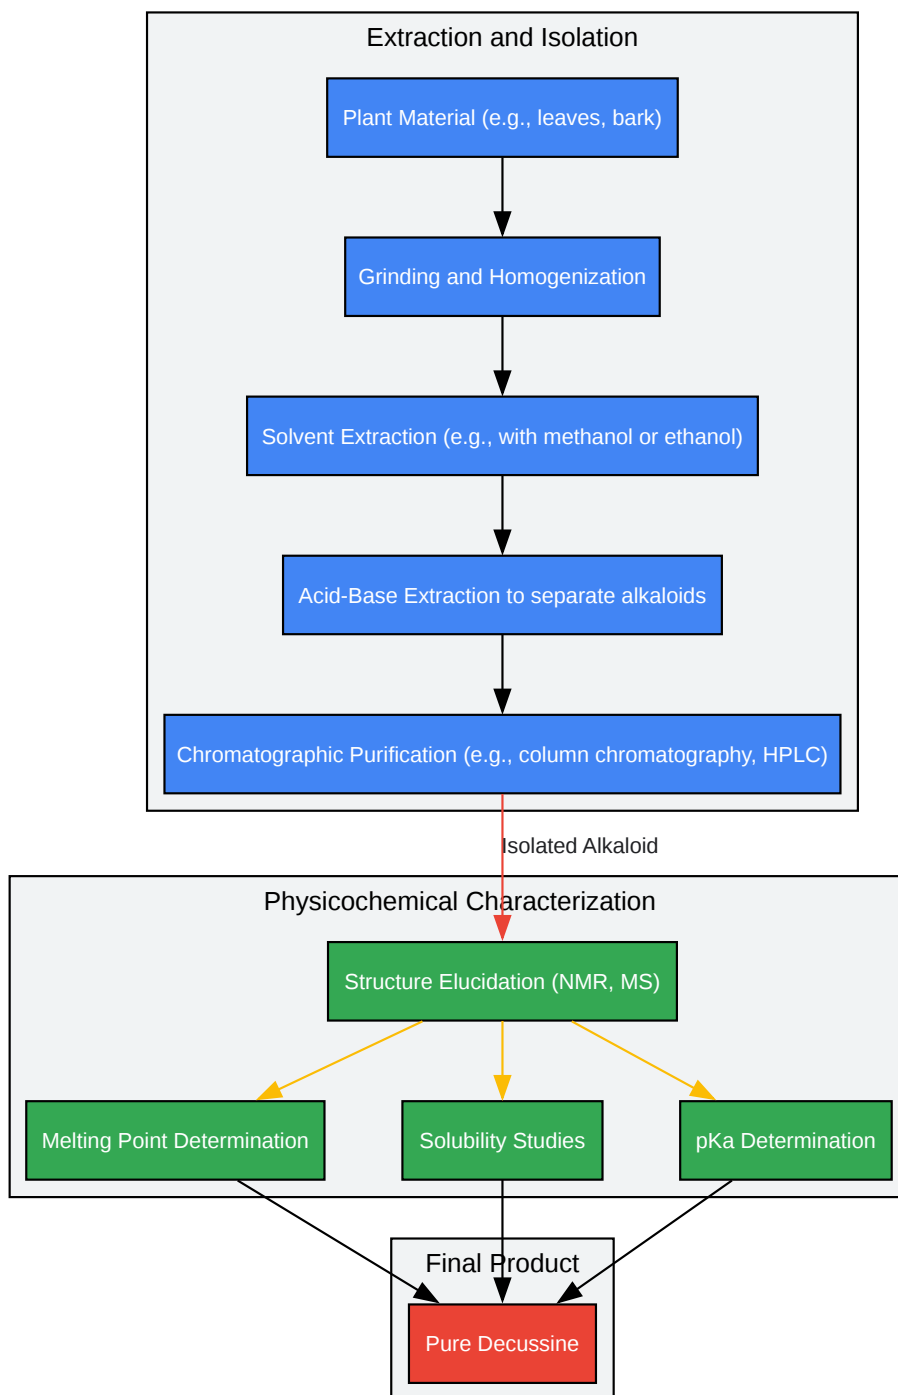 Extraction and Isolation
Plant Material (e.g., leaves, bark)
Grinding and Homogenization
Solvent Extraction (e.g., with methanol or ethanol)
Acid-Base Extraction to separate alkaloids
Chromatographic Purification (e.g., column chromatography, HPLC)
Isolated Alkaloid
Physicochemical Characterization
Structure Elucidation (NMR, MS)
Melting Point Determination
Solubility Studies
pKa Determination
Final Product
Pure Decussine